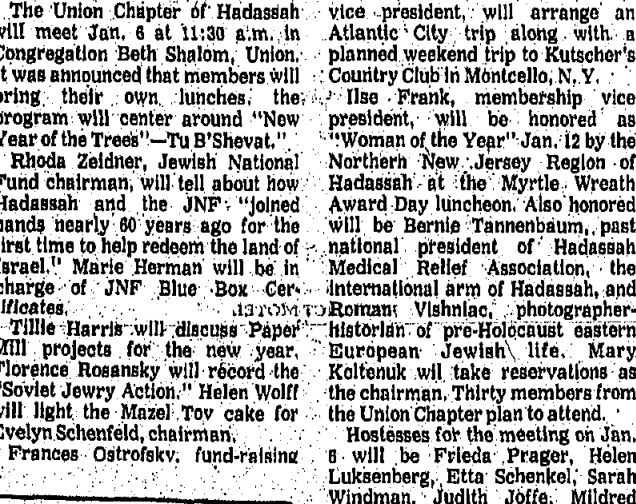 The Union Chapter of Hadassah
will meet Jan. 6 at 11:30 a.m. in
Congregation Beth Shalom, Union.
It was announced that members will
bring their own lunches, the
program will center around "New
Year of the Trees"—Tu B'Shevat."
Rhoda Zeidner, Jewish National
Fund chairman, will tell about how
Hadassah and the JNF "joined
hands nearly 60 years ago for the
first time to help redeem the land of
Israel." Marie Herman will be in
charge of JNF Blue Box Cer-
tificates.
Tillie Harris will discuss Paper
Mill projects for the new year.
Florence Rosansky will record the
"Soviet Jewry Action." Helen Wolff
will light the Mazel Tov cake for
Evelyn Schenfeld, chairman.
Frances Ostrofsky, fund-raising
vice president, will arrange an
Atlantic City trip along with a
planned weekend trip to Kutscher's
Country Club in Montcello, N.Y.
Ilse Frank, membership vice
president, will be honored as
"Woman of the Year" Jan. 12 by the
Northern New Jersey Region of
Hadassah at the Myrtle Wreath
Award Day luncheon. Also honored
will be Bernie Tannenbaum, past
national president of Hadassah
Medical Relief Association, the
international arm of Hadassah, and
Roman Vishniac, photographer-
historian of pre-Holocaust eastern
European Jewish life. Mary
Koltenuk wil take reservations as
the chairman. Thirty members from
the Union Chapter plan to attend.
Hostesses for the meeting on Jan.
6 will be Frieda Prager, Helen
Luksenberg, Etta Schenkel, Sarah
Windman, Judith Joffe, Mildred